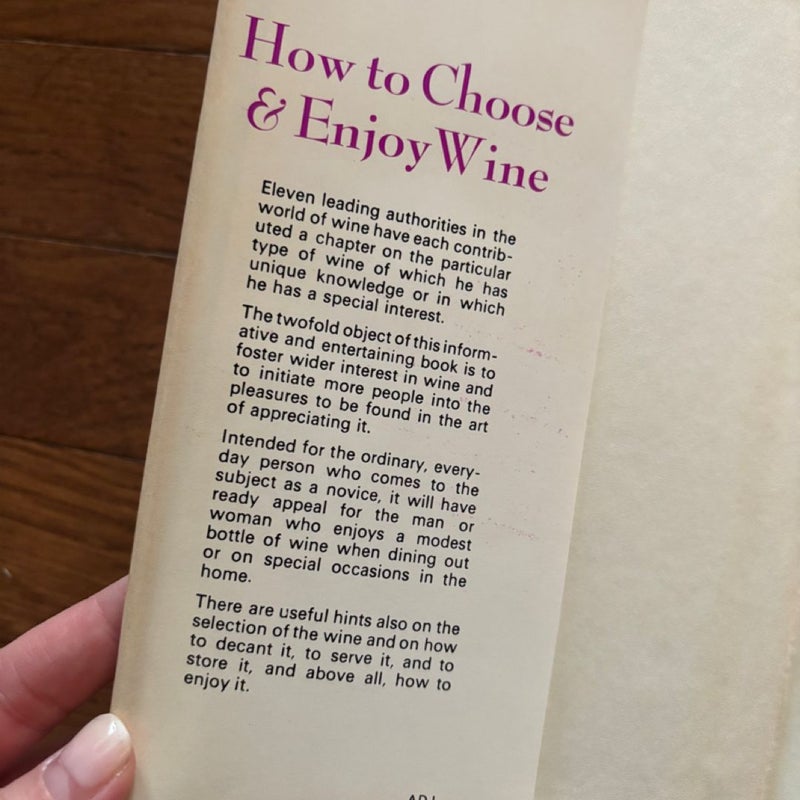 How to Choose
& Enjoy Wine
Eleven leading authorities in the
world of wine have each contrib-
uted a chapter on the particular
type of wine of which he has
unique knowledge or in which
he has a special interest.
The twofold object of this inform-
ative and entertaining book is to
foster wider interest in wine and
to initiate more people into the
pleasures to be found in the art
of appreciating it.
Intended for the ordinary, every-
day person who comes to the
subject as a novice, it will have
ready appeal for the man or
woman who enjoys a modest
bottle of wine when dining out
or on special occasions in the
home.
There are useful hints also on the
selection of the wine and on how
to decant it, to serve it, and to
store it, and above all, how to
enjoy it.